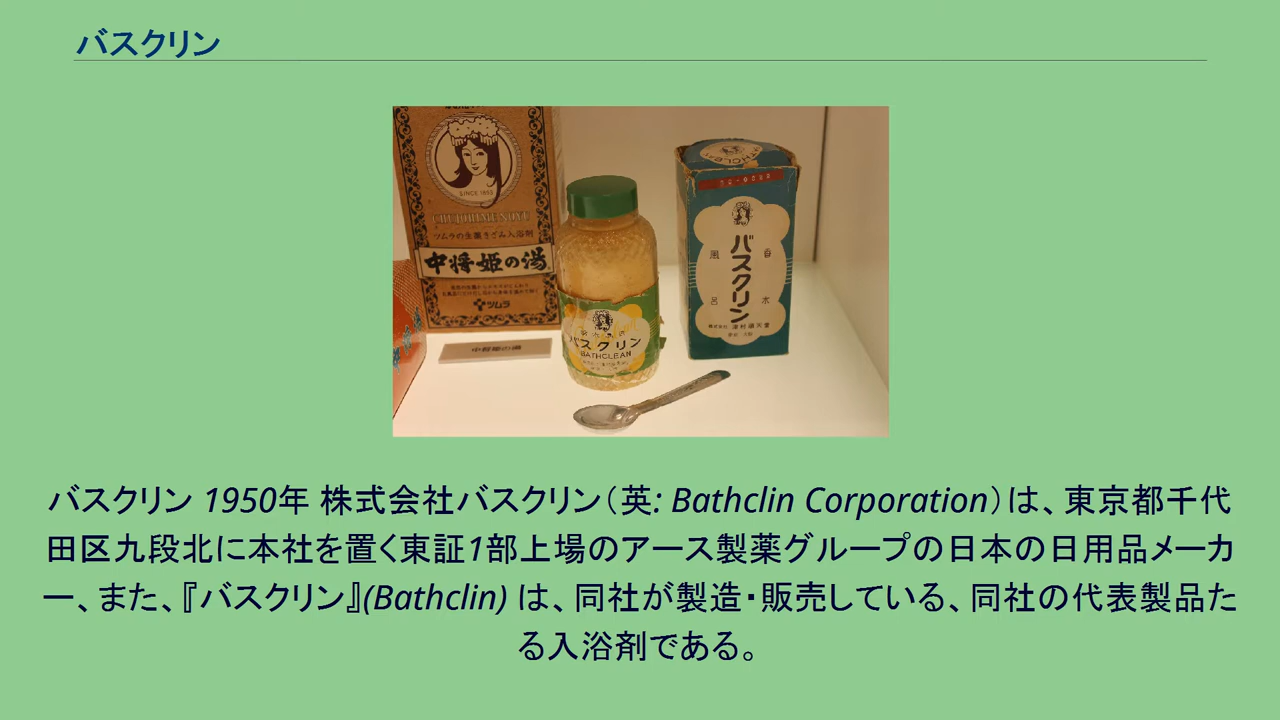 バスクリン
SINCE 1893
CHUJOHIME NO YU
ツムラの生薬きざみ入浴剤
中将姫の湯
ツムラ
中将姫の湯
バスクリン
BATHCLEAN
BATHCLEAN
バスクリン
香水
風呂
株式会社 津村順天堂
バスクリン 1950年 株式会社バスクリン（英: Bathclin Corporation）は、東京都千代
田区九段北に本社を置く東証1部上場のアース製薬グループの日本の日用品メーカ
ー、また、『バスクリン』(Bathclin) は、同社が製造・販売している、同社の代表製品た
る入浴剤である。